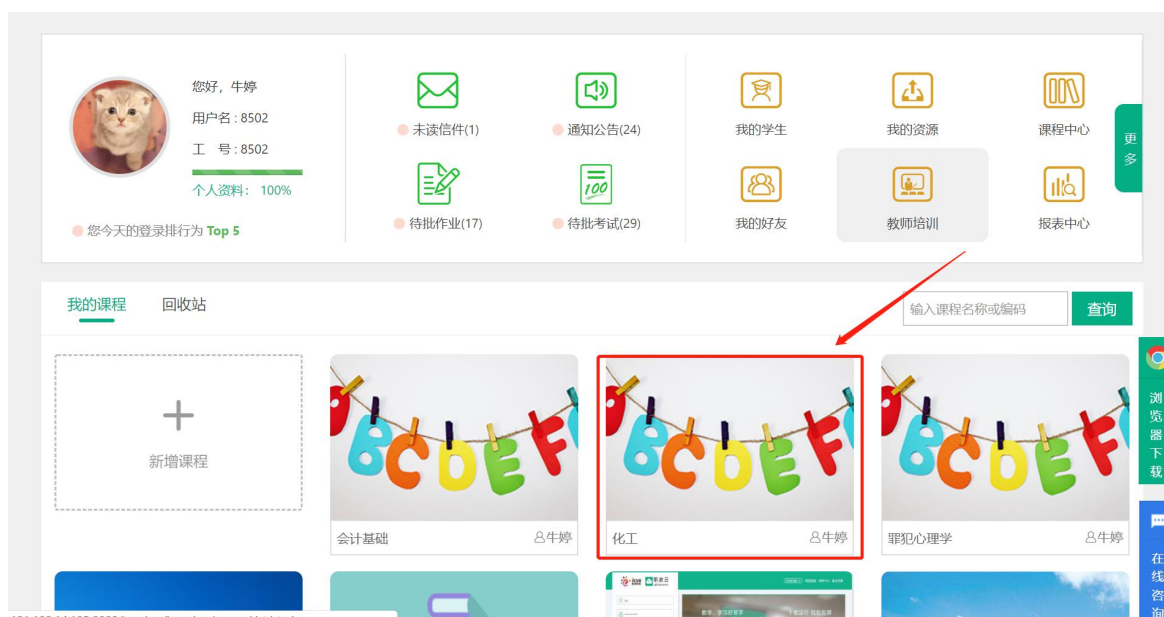 您好，牛婷
用户名：8502
工 号：8502
个人资料： 100%
您今天的登录排行为 Top 5
未读信件(1)
通知公告(24)
我的学生
我的资源
课程中心
待批作业(17)
100
待批考试(29)
我的好友
教师培训
报表中心
更多
我的课程
回收站
输入课程名称或编码
查询
新增课程
BCDEF
BCDEF
BCDEF
会计基础
牛婷
化工
牛婷
罪犯心理学
牛婷
浏览器下载
在线咨询